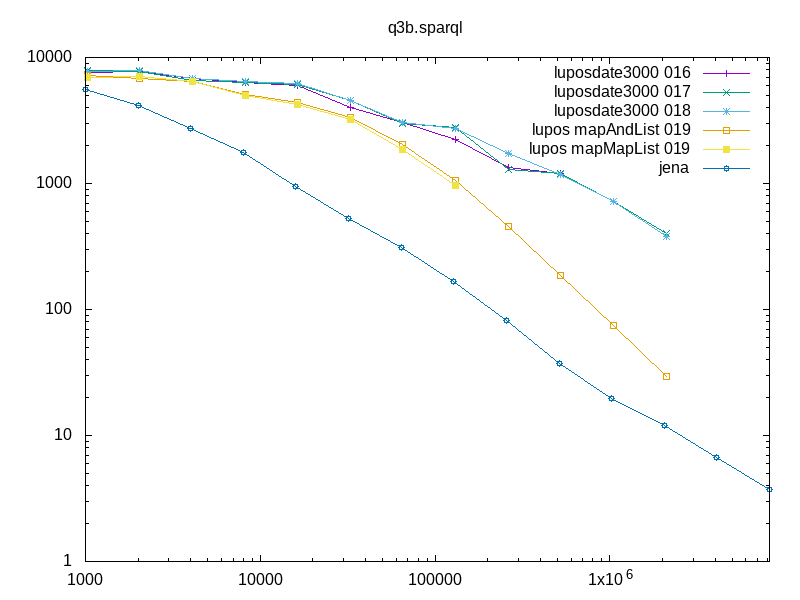 q3b.sparql
10000
1000
100
10
1
luposdate3000 016
luposdate3000 017
luposdate3000 018
lupos mapAndList 019
lupos mapMapList 019
jena
1000
10000
100000
1x10^6